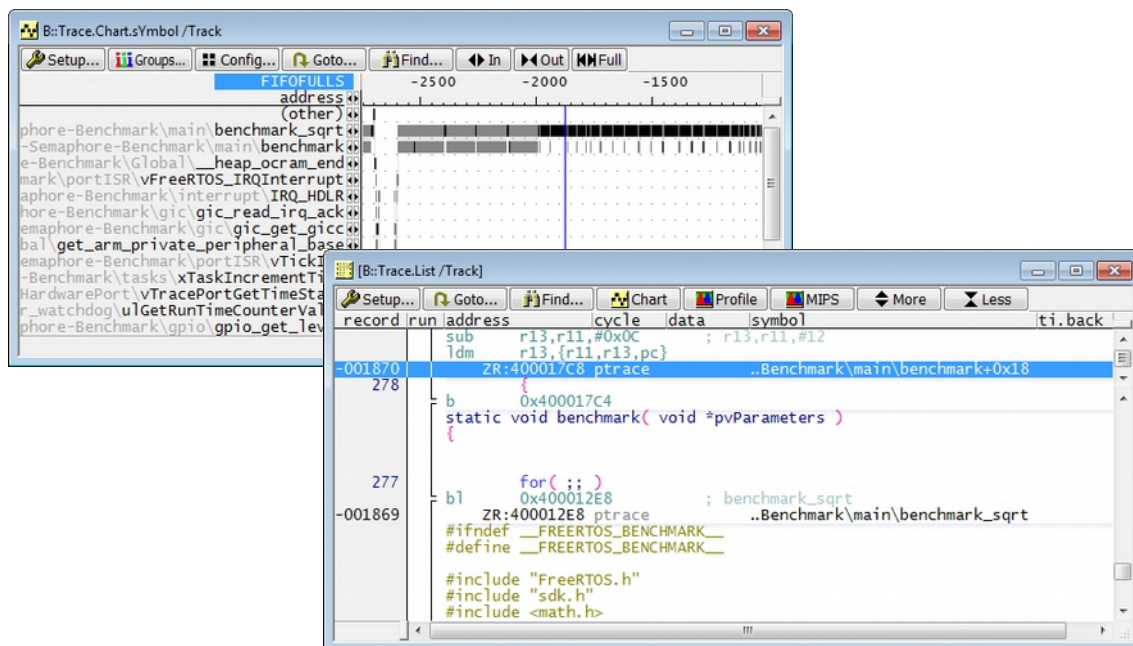 B::Trace.Chart.sYmbol /Track
Setup... Groups... Config... Goto... Find... In Out Full
FIFOFULLS -2500 -2000 -1500
address
(other)
phore-Benchmark\main\benchmark_sqrt
-Semaphore-Benchmark\main\benchmark
e-Benchmark\Global\__heap_ocram_end
mark\portISR\vFreeRTOS_IRQInterrupt
aphore-Benchmark\interrupt\IRQ_HDLR
hore-Benchmark\gic\gic_read_irq_ack
emaphore-Benchmark\gic\gic_get_gicc
bal\get_arm_private_peripheral_base
emaphore-Benchmark\portISR\vTickI
-Benchmark\tasks\xTaskIncrementTi
HardwarePort\vTracePortGetTimeSta
r_watchdog\ulGetRunTimeCounterVal
phore-Benchmark\gpio\gpio_get_lev
[B::Trace.List /Track]
Setup... Goto... Find... Chart Profile MIPS More Less
record run address cycle data symbol ti.back
sub r13,r11,#0x0C ; r13,r11,#12
ldm r13,{r11,r13,pc}
-001870 ZR:400017C8 ptrace ..Benchmark\main\benchmark+0x18
278 {
b 0x400017C4
static void benchmark( void *pvParameters )
{
277 for( ;; )
bl 0x400012E8 ; benchmark_sqrt
-001869 ZR:400012E8 ptrace ..Benchmark\main\benchmark_sqrt
#ifndef __FREERTOS_BENCHMARK__
#define __FREERTOS_BENCHMARK__
#include "FreeRTOS.h"
#include "sdk.h"
#include <math.h>